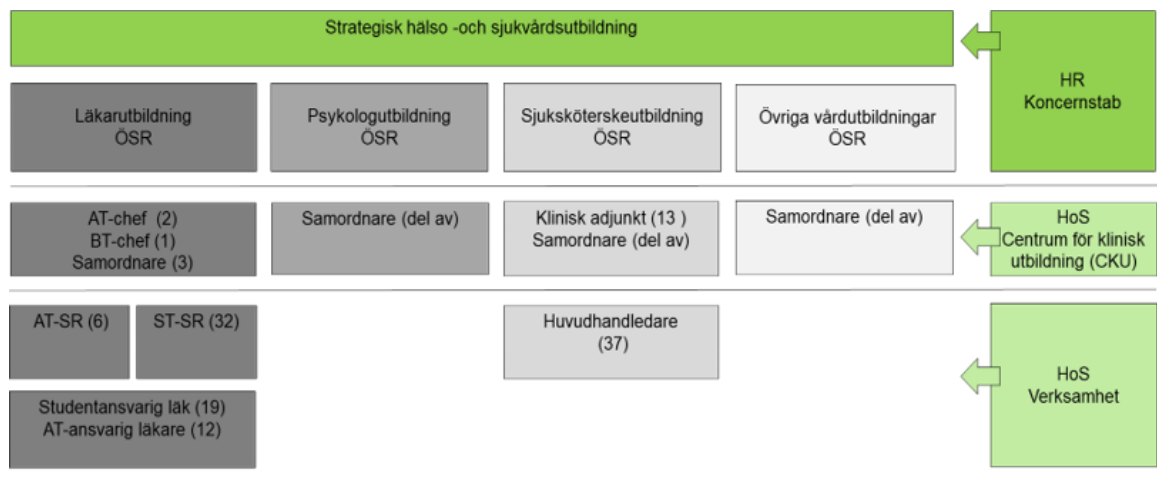 Strategisk hälso -och sjukvårdsutbildning
HR
Koncernstab
Läkarutbildning
ÖSR
Psykologutbildning
ÖSR
Sjuksköterskeutbildning
ÖSR
Övriga vårdutbildningar
ÖSR
AT-chef (2)
BT-chef (1)
Samordnare (3)
Samordnare (del av)
Klinisk adjunkt (13 )
Samordnare (del av)
Samordnare (del av)
HoS
Centrum för klinisk
utbildning (CKU)
AT-SR (6)
ST-SR (32)
Huvudhandledare
(37)
HoS
Verksamhet
Studentansvarig läk (19)
AT-ansvarig läkare (12)